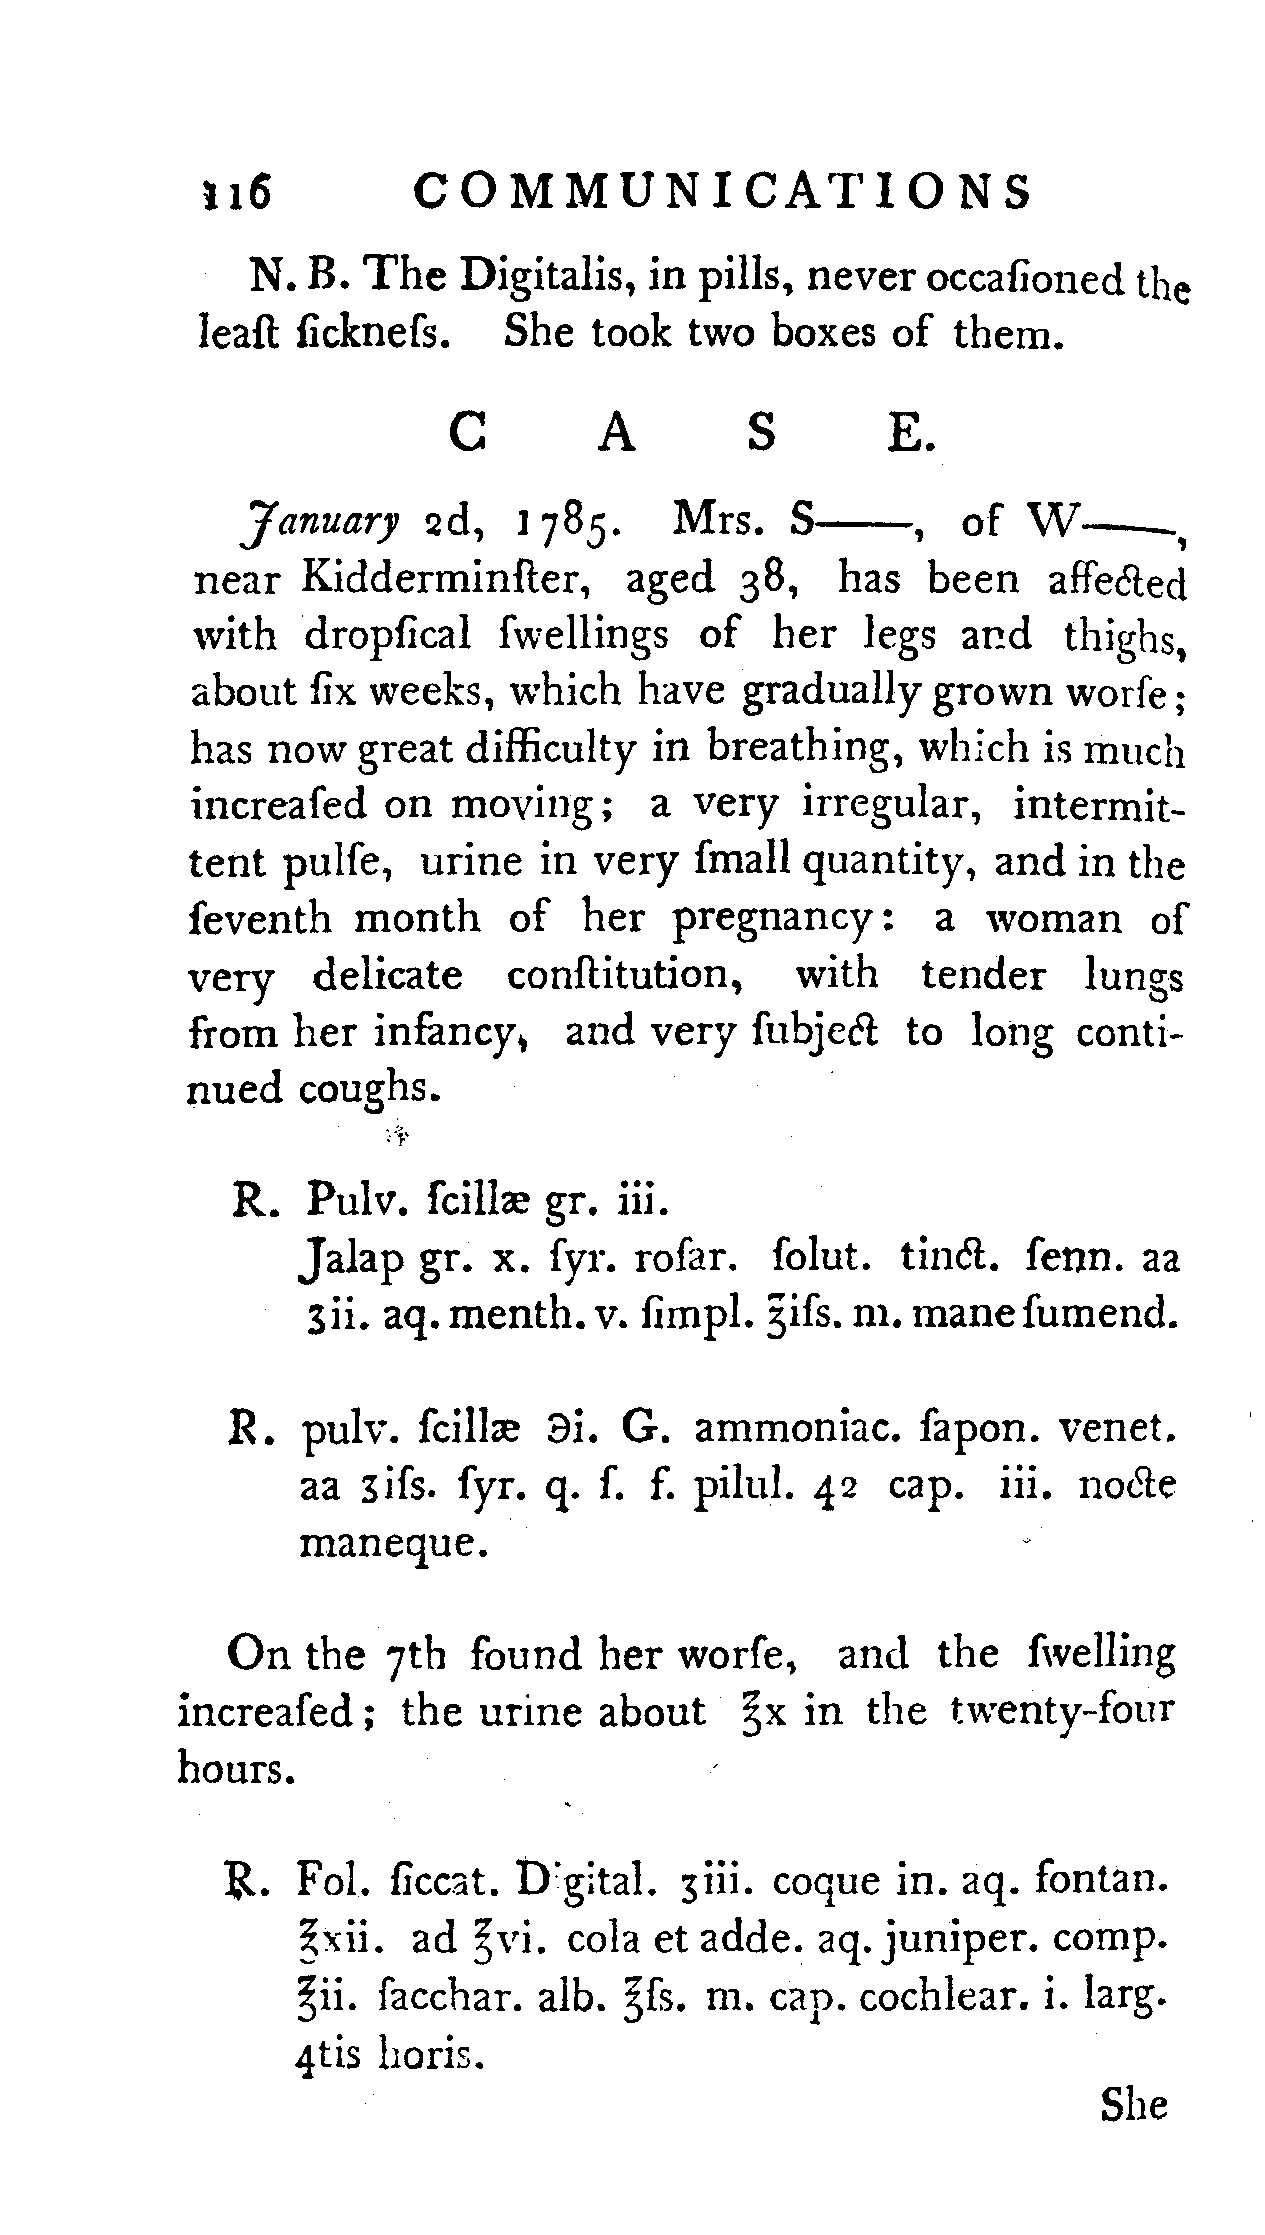 116 COMMUNICATIONS
N. B. The Digitalis, in pills, never occaſioned the
leaſt ſickneſs. She took two boxes of them.
C A S E.
January 2d, 1785. Mrs. S——, of W——,
near Kidderminſter, aged 38, has been affected
with dropſical ſwellings of her legs and thighs,
about ſix weeks, which have gradually grown worſe;
has now great difficulty in breathing, which is much
increaſed on moving; a very irregular, intermit-
tent pulſe, urine in very ſmall quantity, and in the
ſeventh month of her pregnancy: a woman of
very delicate conſtitution, with tender lungs
from her infancy, and very ſubject to long conti-
nued coughs.
R. Pulv. ſcillæ gr. iii.
Jalap gr. x. ſyr. roſar. ſolut. tinct. ſenn. aa
ʒii. aq. menth. v. ſimpl. ℥iſs. m. mane ſumend.
R. pulv. ſcillæ ℈i. G. ammoniac. ſapon. venet.
aa ʒiſs. ſyr. q. ſ. f. pilul. 42 cap. iii. nocte
maneque.
On the 7th found her worſe, and the ſwelling
increaſed; the urine about ℥x in the twenty-four
hours.
℞. Fol. ſiccat. Digital. ʒiii. coque in. aq. fontan.
℥xii. ad ℥vi. cola et adde. aq. juniper. comp.
℥ii. ſacchar. alb. ℥ſs. m. cap. cochlear. i. larg.
4tis horis.
She